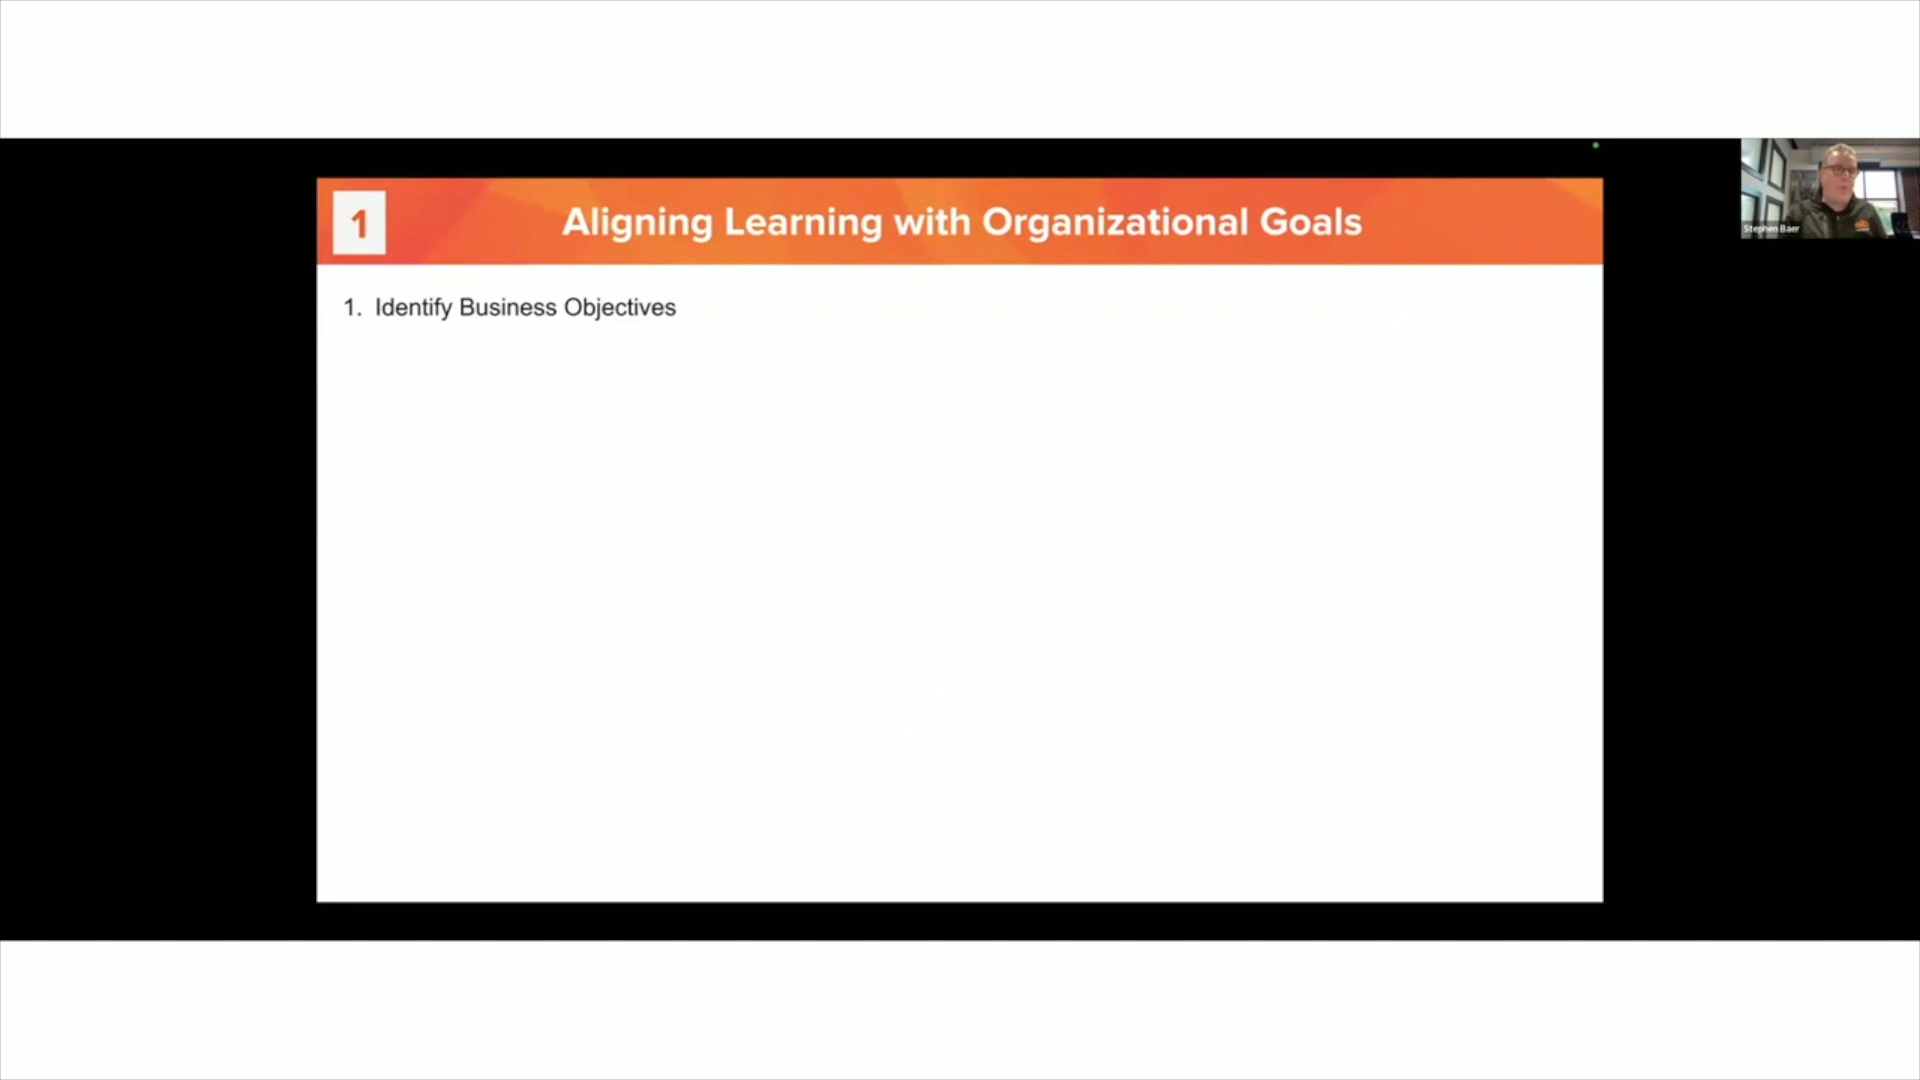 1
Aligning Learning with Organizational Goals
1. Identify Business Objectives
Stephen Baer